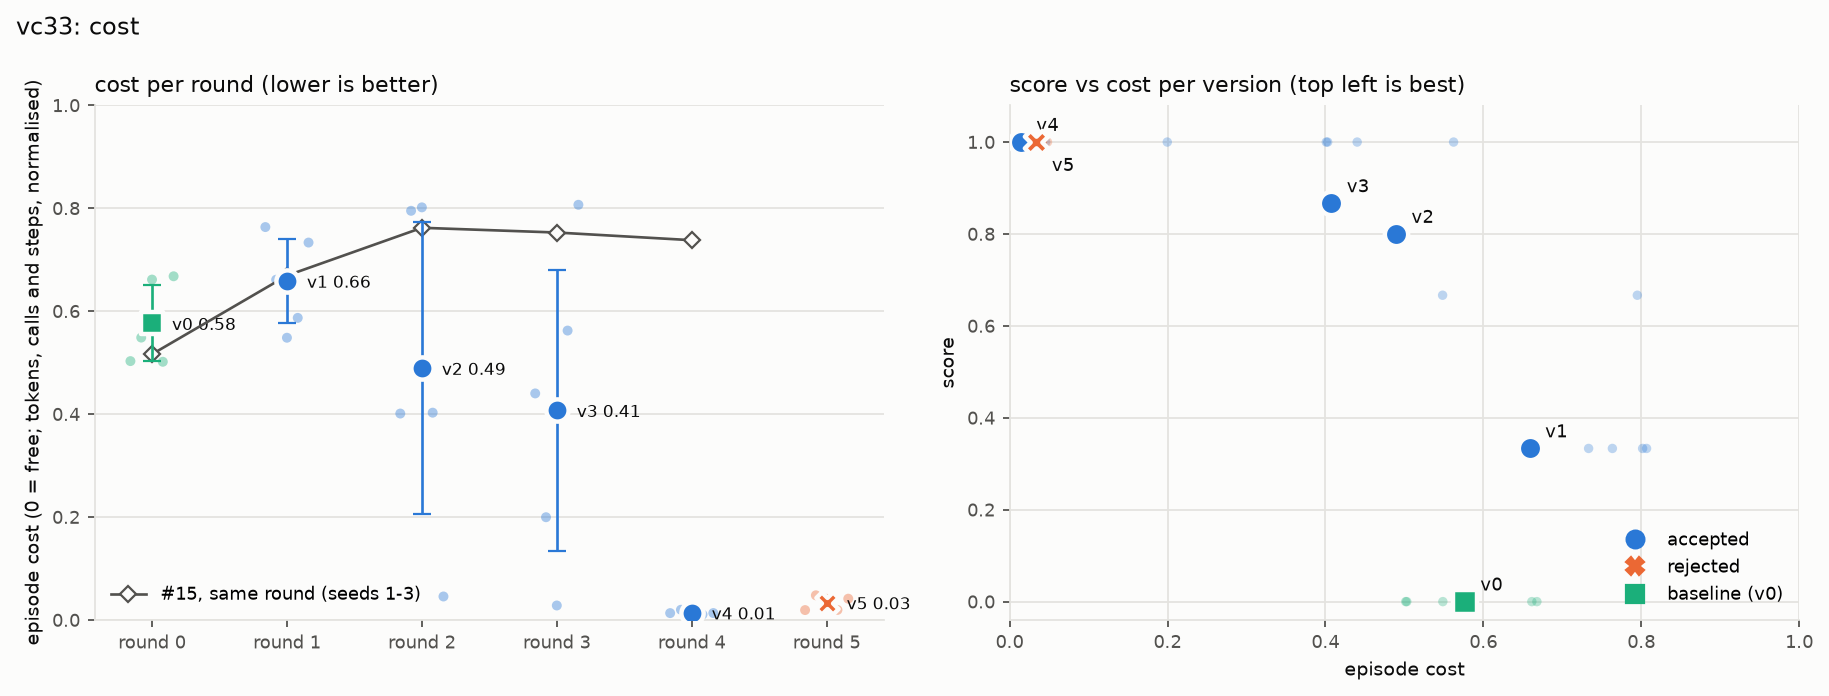 vc33: cost
cost per round (lower is better)
episode cost (0 = free; tokens, calls and steps, normalised)
1.0
0.8
0.6
0.4
0.2
0.0
v0 0.58
v1 0.66
v2 0.49
v3 0.41
v4 0.01
v5 0.03
#15, same round (seeds 1-3)
round 0
round 1
round 2
round 3
round 4
round 5
score vs cost per version (top left is best)
score
1.0
0.8
0.6
0.4
0.2
0.0
v4
v5
v3
v2
v1
v0
accepted
rejected
baseline (v0)
0.0
0.2
0.4
0.6
0.8
1.0
episode cost